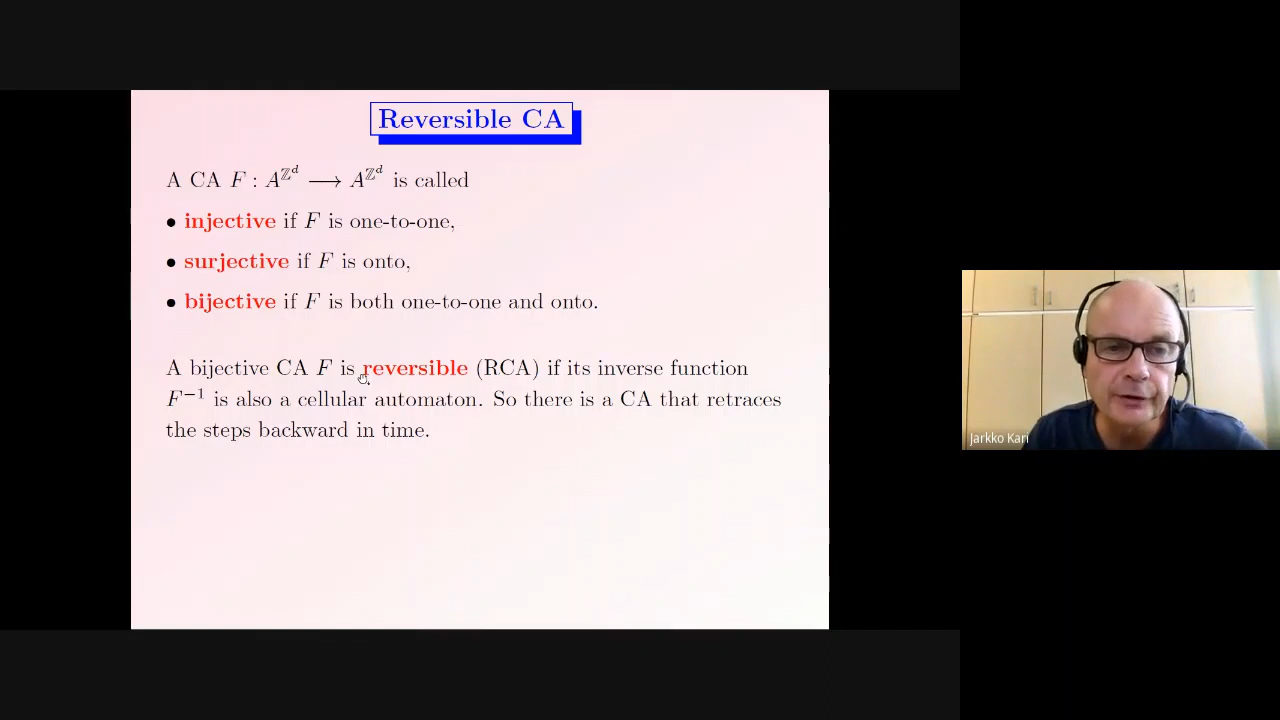 Reversible CA
A CA F : A^{ℤ^d} ⟶ A^{ℤ^d} is called
• injective if F is one-to-one,
• surjective if F is onto,
• bijective if F is both one-to-one and onto.
A bijective CA F is reversible (RCA) if its inverse function
F^{−1} is also a cellular automaton. So there is a CA that retraces
the steps backward in time.
Jarkko Kari